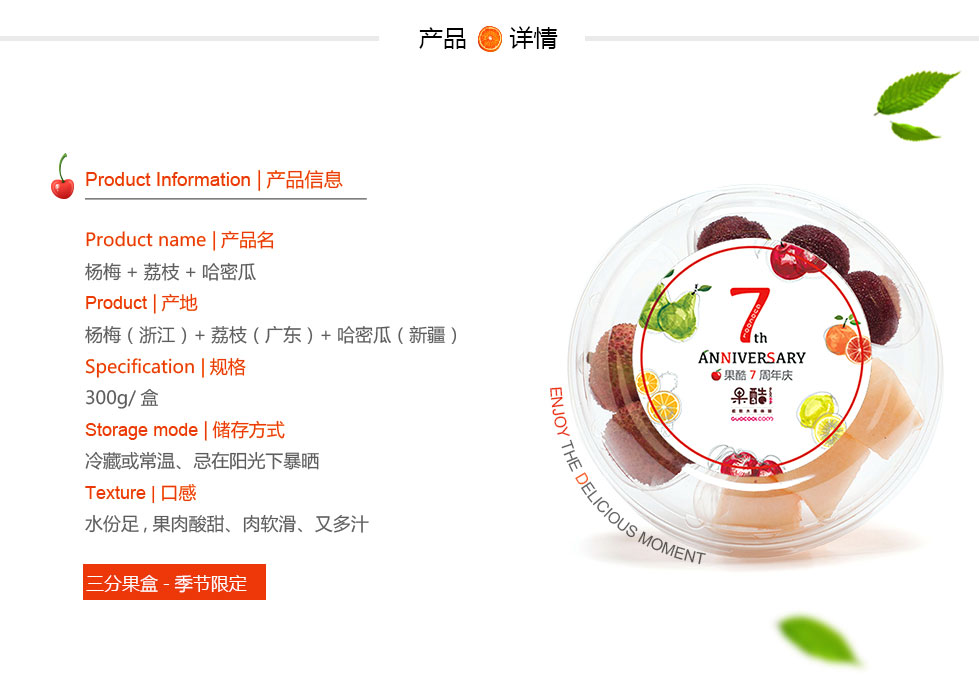 产品 详情
Product Information | 产品信息
Product name | 产品名
杨梅 + 荔枝 + 哈密瓜
Product | 产地
杨梅（浙江）+ 荔枝（广东）+ 哈密瓜（新疆）
Specification | 规格
300g/ 盒
Storage mode | 储存方式
冷藏或常温、忌在阳光下暴晒
Texture | 口感
水份足 , 果肉酸甜、肉软滑、又多汁
三分果盒 - 季节限定
7th
ANNIVERSARY
果酷 7 周年庆
果酷
GUOCOOL.COM
ENJOY THE DELICIOUS MOMENT